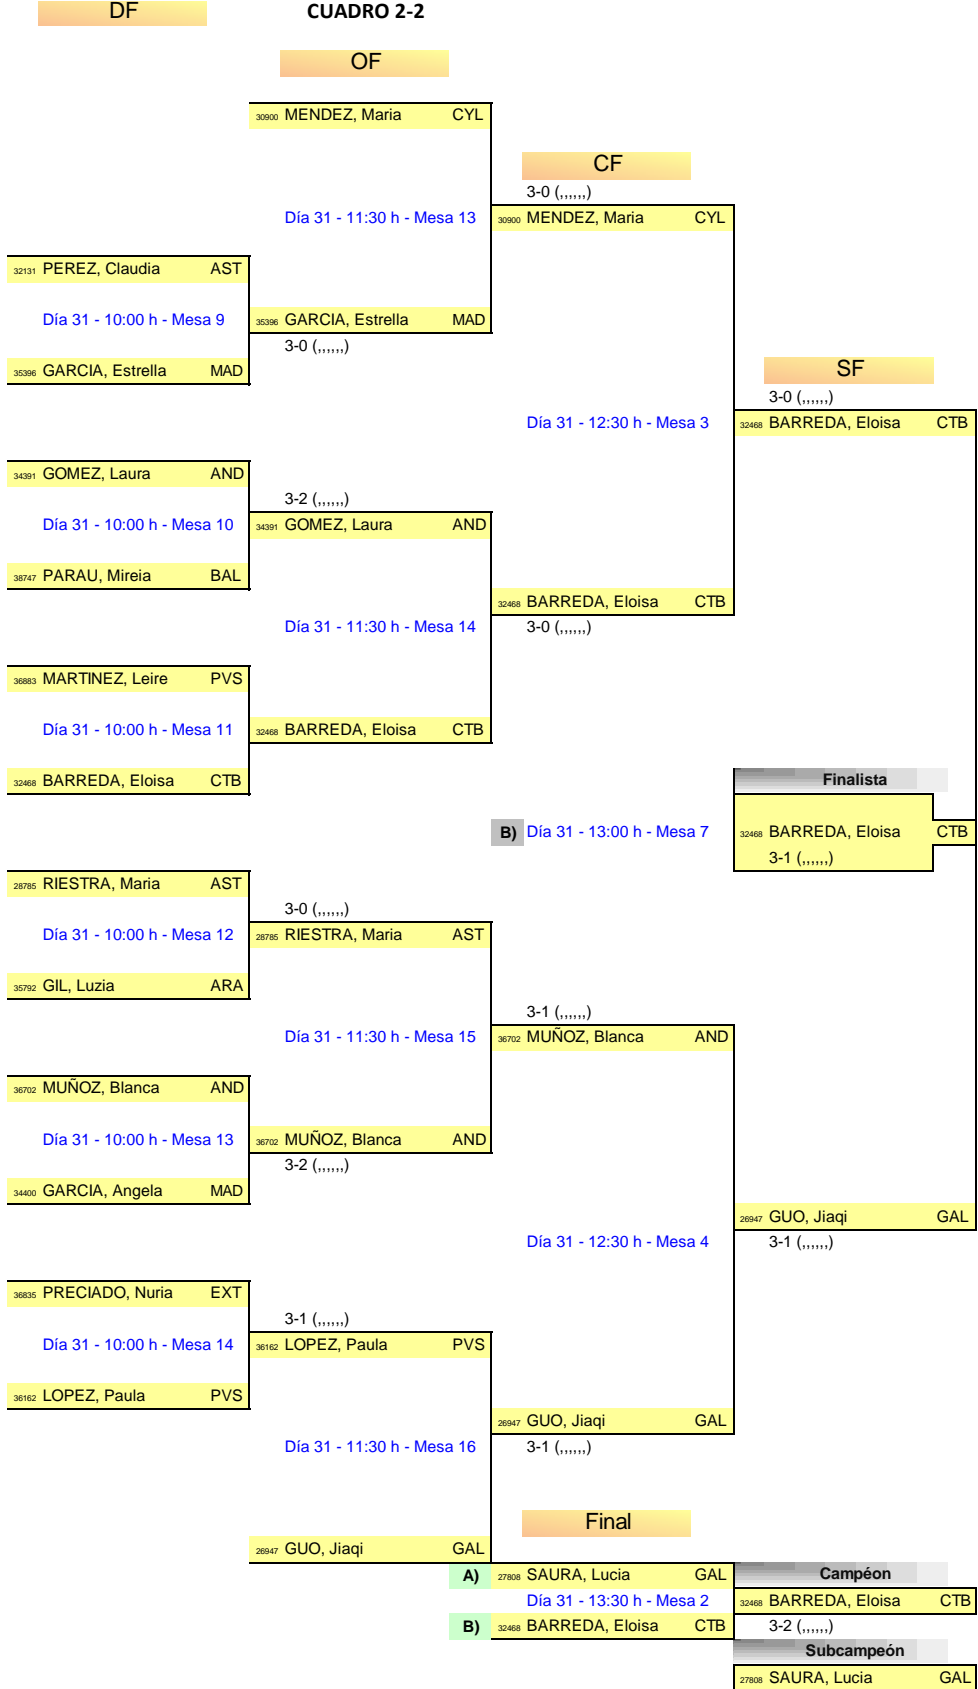 DF CUADRO 2-2
OF
30900 MENDEZ, Maria CYL
CF
3-0 (,,,,,,)
Día 31 - 11:30 h - Mesa 13 30900 MENDEZ, Maria CYL
32131 PEREZ, Claudia AST
Día 31 - 10:00 h - Mesa 9 35396 GARCIA, Estrella MAD
3-0 (,,,,,,)
35396 GARCIA, Estrella MAD SF
3-0 (,,,,,,)
Día 31 - 12:30 h - Mesa 3 32468 BARREDA, Eloisa CTB
34391 GOMEZ, Laura AND
3-2 (,,,,,,)
Día 31 - 10:00 h - Mesa 10 34391 GOMEZ, Laura AND
38747 PARAU, Mireia BAL
32468 BARREDA, Eloisa CTB
Día 31 - 11:30 h - Mesa 14 3-0 (,,,,,,)
36883 MARTINEZ, Leire PVS
Día 31 - 10:00 h - Mesa 11 32468 BARREDA, Eloisa CTB
32468 BARREDA, Eloisa CTB Finalista
B) Día 31 - 13:00 h - Mesa 7 32468 BARREDA, Eloisa CTB
3-1 (,,,,,,)
28785 RIESTRA, Maria AST
3-0 (,,,,,,)
Día 31 - 10:00 h - Mesa 12 28785 RIESTRA, Maria AST
35792 GIL, Luzia ARA
3-1 (,,,,,,)
Día 31 - 11:30 h - Mesa 15 36702 MUÑOZ, Blanca AND
36702 MUÑOZ, Blanca AND
Día 31 - 10:00 h - Mesa 13 36702 MUÑOZ, Blanca AND
3-2 (,,,,,,)
34400 GARCIA, Angela MAD
26947 GUO, Jiaqi GAL
Día 31 - 12:30 h - Mesa 4 3-1 (,,,,,,)
36835 PRECIADO, Nuria EXT
3-1 (,,,,,,)
Día 31 - 10:00 h - Mesa 14 36162 LOPEZ, Paula PVS
36162 LOPEZ, Paula PVS
26947 GUO, Jiaqi GAL
Día 31 - 11:30 h - Mesa 16 3-1 (,,,,,,)
Final
26947 GUO, Jiaqi GAL
A) 27808 SAURA, Lucia GAL Campéon
Día 31 - 13:30 h - Mesa 2 32468 BARREDA, Eloisa CTB
B) 32468 BARREDA, Eloisa CTB 3-2 (,,,,,,)
Subcampeón
27808 SAURA, Lucia GAL